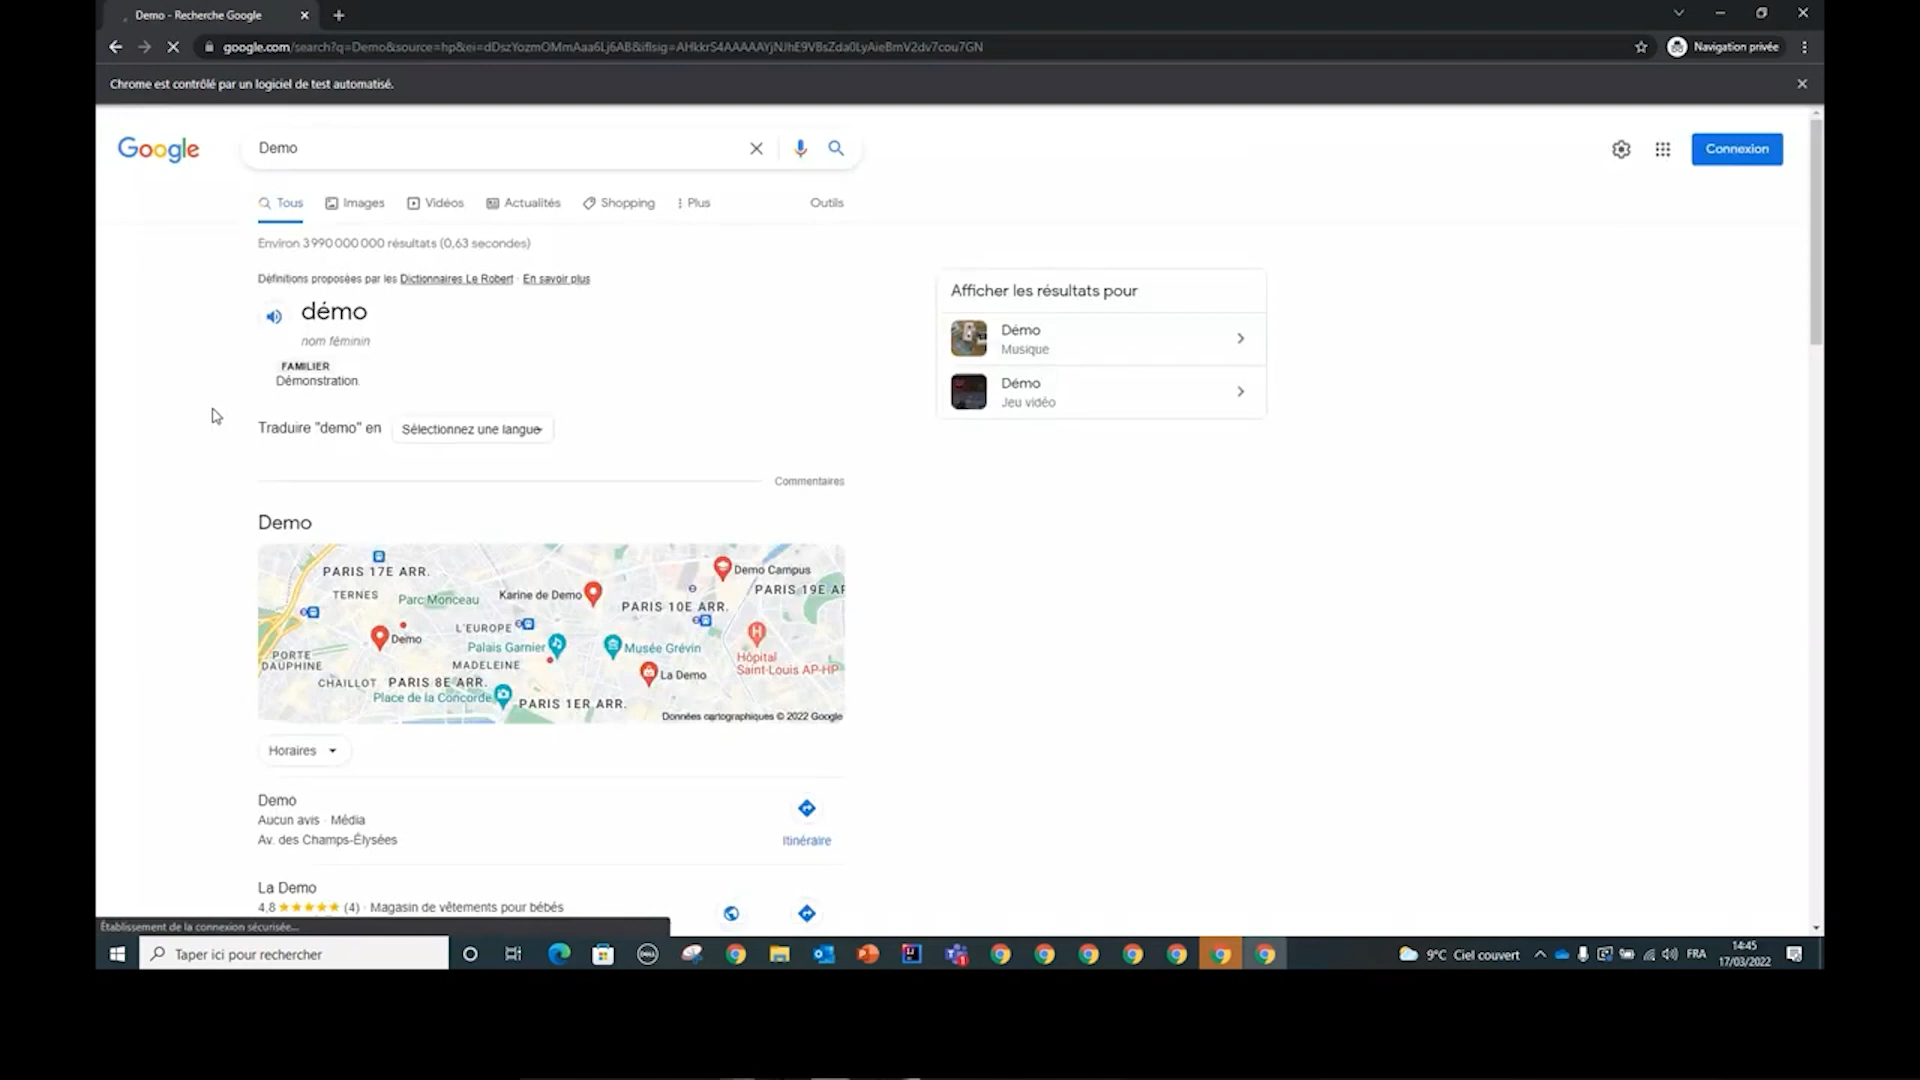 Demo - Recherche Google
google.com/search?q=Demo&source=hp&ei=dDszYozmOMmAaa6Lj6AB&iflsig=AHkkrS4AAAAAYjNJhE9VBsZda0LyAieBmV2dv7cou7GN
Navigation privée
Chrome est contrôlé par un logiciel de test automatisé.
Google
Demo
Connexion
Tous
Images
Vidéos
Actualités
Shopping
Plus
Outils
Environ 3 990 000 000 résultats (0,63 secondes)
Définitions proposées par les Dictionnaires Le Robert · En savoir plus
démo
nom féminin
FAMILIER
Démonstration.
Traduire "demo" en
Sélectionnez une langue
Commentaires
Afficher les résultats pour
Démo
Musique
Démo
Jeu vidéo
Demo
PARIS 17E ARR.
TERNES
Parc Monceau
Karine de Demo
Demo Campus
PARIS 19E AR
PARIS 10E ARR.
L'EUROPE
Demo
Palais Garnier
Musée Grévin
PORTE
DAUPHINE
MADELEINE
Hôpital
Saint-Louis AP-HP
La Demo
CHAILLOT
PARIS 8E ARR.
Place de la Concorde
PARIS 1ER ARR.
Données cartographiques © 2022 Google
Horaires
Demo
Aucun avis · Média
Av. des Champs-Élysées
Itinéraire
La Demo
4,8 (4) · Magasin de vêtements pour bébés
Établissement de la connexion sécurisée...
Taper ici pour rechercher
DELL
9°C Ciel couvert
FRA
14:45
17/03/2022